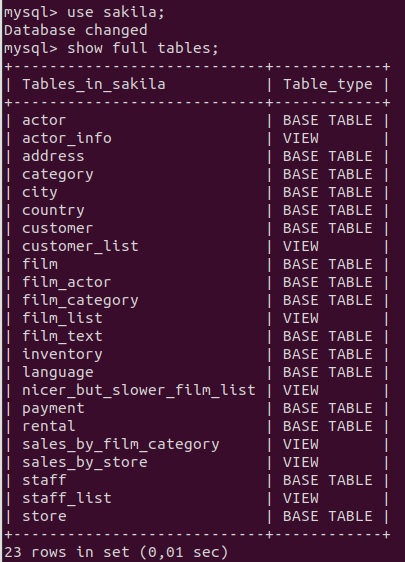 mysql> use sakila;
Database changed
mysql> show full tables;
+----------------------------+------------+
| Tables_in_sakila           | Table_type |
+----------------------------+------------+
| actor                      | BASE TABLE |
| actor_info                 | VIEW       |
| address                    | BASE TABLE |
| category                   | BASE TABLE |
| city                       | BASE TABLE |
| country                    | BASE TABLE |
| customer                   | BASE TABLE |
| customer_list              | VIEW       |
| film                       | BASE TABLE |
| film_actor                 | BASE TABLE |
| film_category              | BASE TABLE |
| film_list                  | VIEW       |
| film_text                  | BASE TABLE |
| inventory                  | BASE TABLE |
| language                   | BASE TABLE |
| nicer_but_slower_film_list | VIEW       |
| payment                    | BASE TABLE |
| rental                     | BASE TABLE |
| sales_by_film_category     | VIEW       |
| sales_by_store             | VIEW       |
| staff                      | BASE TABLE |
| staff_list                 | VIEW       |
| store                      | BASE TABLE |
+----------------------------+------------+
23 rows in set (0,01 sec)